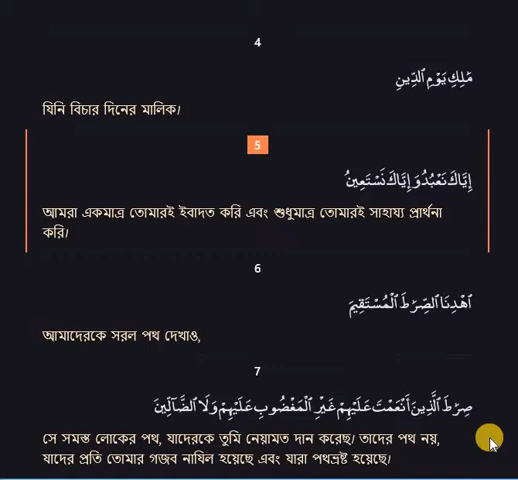 4
مَٰلِكِ يَوْمِ ٱلدِّينِ
যিনি বিচার দিনের মালিক।
5
إِيَّاكَ نَعْبُدُ وَإِيَّاكَ نَسْتَعِينُ
আমরা একমাত্র তোমারই ইবাদত করি এবং শুধুমাত্র তোমারই সাহায্য প্রার্থনা
করি।
6
ٱهْدِنَا ٱلصِّرَٰطَ ٱلْمُسْتَقِيمَ
আমাদেরকে সরল পথ দেখাও,
7
صِرَٰطَ ٱلَّذِينَ أَنْعَمْتَ عَلَيْهِمْ غَيْرِ ٱلْمَغْضُوبِ عَلَيْهِمْ وَلَا ٱلضَّآلِّينَ
সে সমস্ত লোকের পথ, যাদেরকে তুমি নেয়ামত দান করেছ। তাদের পথ নয়,
যাদের প্রতি তোমার গজব নাযিল হয়েছে এবং যারা পথভ্রষ্ট হয়েছে।